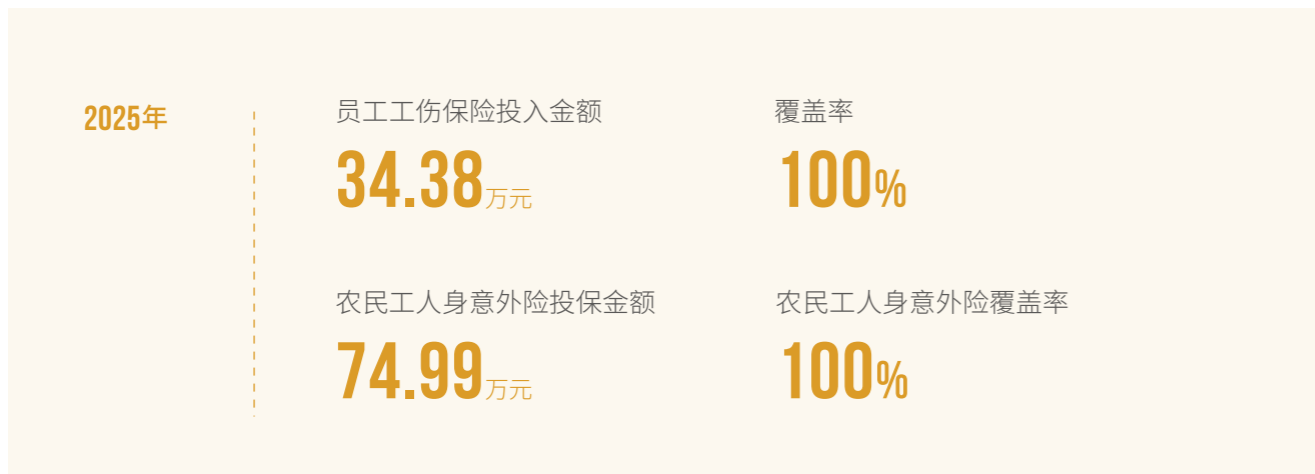 2025年
员工工伤保险投入金额
34.38万元
覆盖率
100%
农民工人身意外险投保金额
74.99万元
农民工人身意外险覆盖率
100%